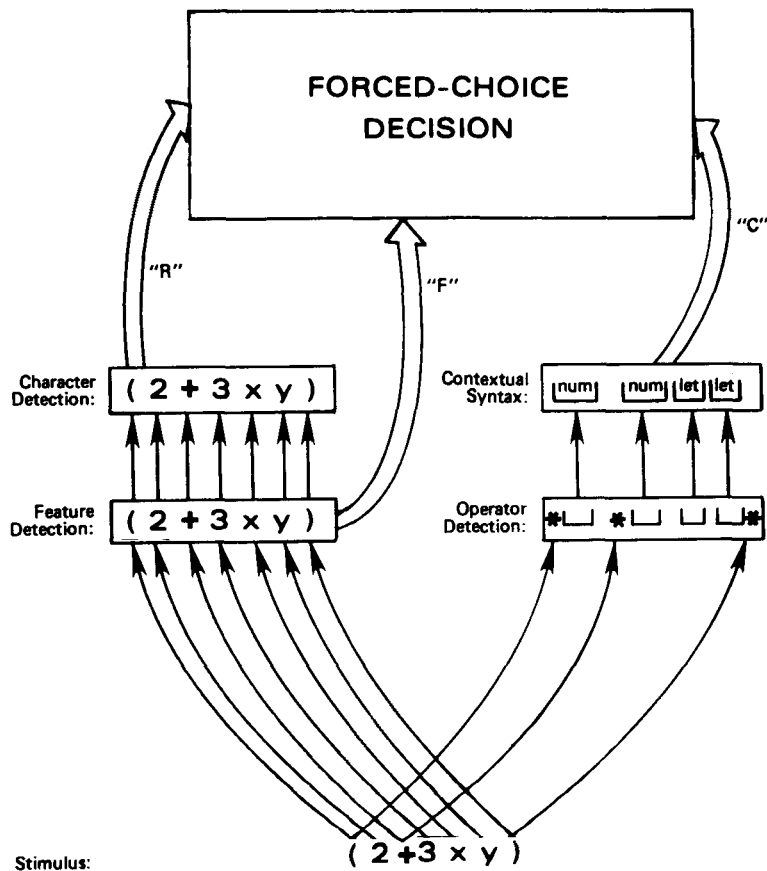 FORCED-CHOICE
DECISION
"R"
"F"
"C"
Character
Detection:
( 2 + 3 x y )
Contextual
Syntax:
num num let let
Feature
Detection:
( 2 + 3 x y )
Operator
Detection:
* * *
Stimulus:
( 2 +3 x y )